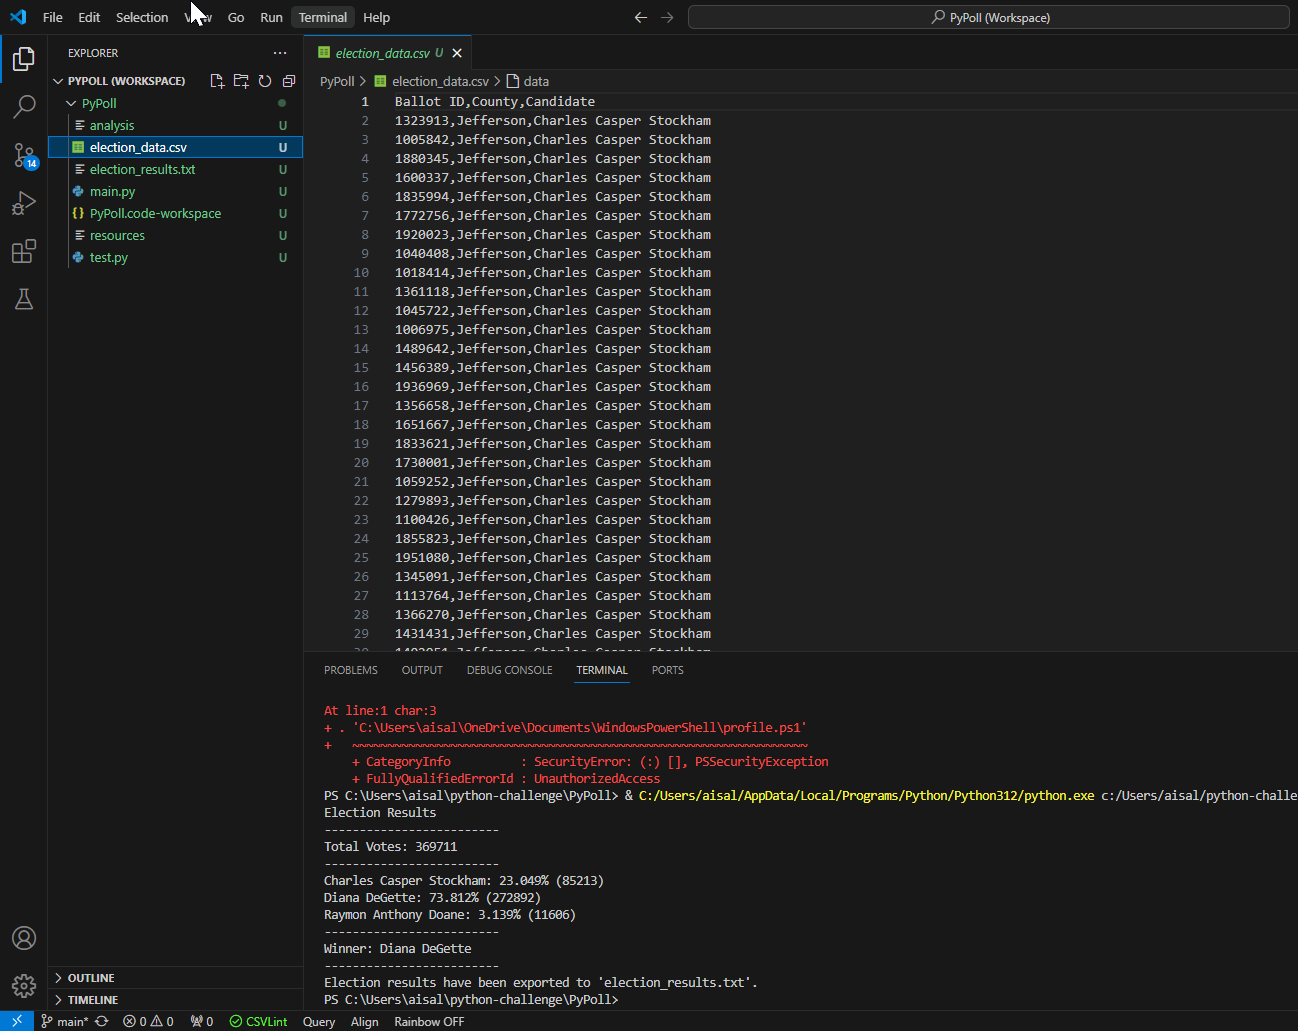 File Edit Selection Go Run Terminal Help
PyPoll (Workspace)
EXPLORER
PYPOLL (WORKSPACE)
PyPoll
analysis U
election_data.csv U
election_results.txt U
main.py U
PyPoll.code-workspace U
resources U
test.py U
14
OUTLINE
TIMELINE
election_data.csv U
PyPoll > election_data.csv > data
1 Ballot ID,County,Candidate
2 1323913,Jefferson,Charles Casper Stockham
3 1005842,Jefferson,Charles Casper Stockham
4 1880345,Jefferson,Charles Casper Stockham
5 1600337,Jefferson,Charles Casper Stockham
6 1835994,Jefferson,Charles Casper Stockham
7 1772756,Jefferson,Charles Casper Stockham
8 1920023,Jefferson,Charles Casper Stockham
9 1040408,Jefferson,Charles Casper Stockham
10 1018414,Jefferson,Charles Casper Stockham
11 1361118,Jefferson,Charles Casper Stockham
12 1045722,Jefferson,Charles Casper Stockham
13 1006975,Jefferson,Charles Casper Stockham
14 1489642,Jefferson,Charles Casper Stockham
15 1456389,Jefferson,Charles Casper Stockham
16 1936969,Jefferson,Charles Casper Stockham
17 1356658,Jefferson,Charles Casper Stockham
18 1651667,Jefferson,Charles Casper Stockham
19 1833621,Jefferson,Charles Casper Stockham
20 1730001,Jefferson,Charles Casper Stockham
21 1059252,Jefferson,Charles Casper Stockham
22 1279893,Jefferson,Charles Casper Stockham
23 1100426,Jefferson,Charles Casper Stockham
24 1855823,Jefferson,Charles Casper Stockham
25 1951080,Jefferson,Charles Casper Stockham
26 1345091,Jefferson,Charles Casper Stockham
27 1113764,Jefferson,Charles Casper Stockham
28 1366270,Jefferson,Charles Casper Stockham
29 1431431,Jefferson,Charles Casper Stockham
PROBLEMS OUTPUT DEBUG CONSOLE TERMINAL PORTS
At line:1 char:3
+ . 'C:\Users\aisal\OneDrive\Documents\WindowsPowerShell\profile.ps1'
+ ~~~~~~~~~~~~~~~~~~~~~~~~~~~~~~~~~~~~~~~~~~~~~~~~~~~~~~~~~~~~~~~~~
+ CategoryInfo : SecurityError: (:) [], PSSecurityException
+ FullyQualifiedErrorId : UnauthorizedAccess
PS C:\Users\aisal\python-challenge\PyPoll> & C:/Users/aisal/AppData/Local/Programs/Python/Python312/python.exe c:/Users/aisal/python-challe
Election Results
-------------------------
Total Votes: 369711
-------------------------
Charles Casper Stockham: 23.049% (85213)
Diana DeGette: 73.812% (272892)
Raymon Anthony Doane: 3.139% (11606)
-------------------------
Winner: Diana DeGette
-------------------------
Election results have been exported to 'election_results.txt'.
PS C:\Users\aisal\python-challenge\PyPoll>
main* 0 0 0 CSVLint Query Align Rainbow OFF